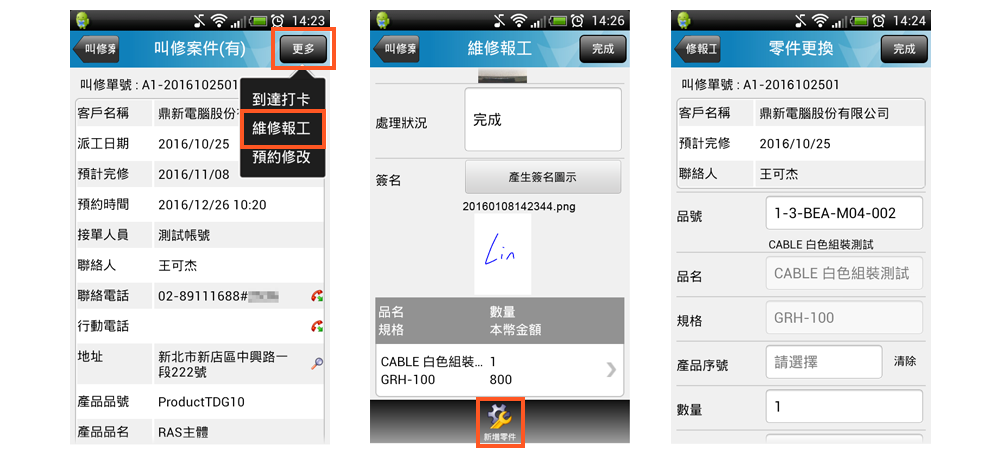 14:23
叫修案
叫修案件(有)
更多
叫修單號 : A1-2016102501
到達打卡
維修報工
預約修改
客戶名稱 鼎新電腦股份
派工日期 2016/10/25
預計完修 2016/11/08
預約時間 2016/12/26 10:20
接單人員 測試帳號
聯絡人 王可杰
聯絡電話 02-89111688#
行動電話
地址 新北市新店區中興路一
段222號
產品品號 ProductTDG10
產品品名 RAS主體
14:26
叫修案
維修報工
完成
處理狀況 完成
簽名 產生簽名圖示
20160108142344.png
Lin
品名 數量
規格 本幣金額
CABLE 白色組裝... 1
GRH-100 800
新增零件
14:24
修報工
零件更換
完成
叫修單號 : A1-2016102501
客戶名稱 鼎新電腦股份有限公司
預計完修 2016/10/25
聯絡人 王可杰
品號 1-3-BEA-M04-002
CABLE 白色組裝測試
品名 CABLE 白色組裝測試
規格 GRH-100
產品序號 請選擇 清除
數量 1